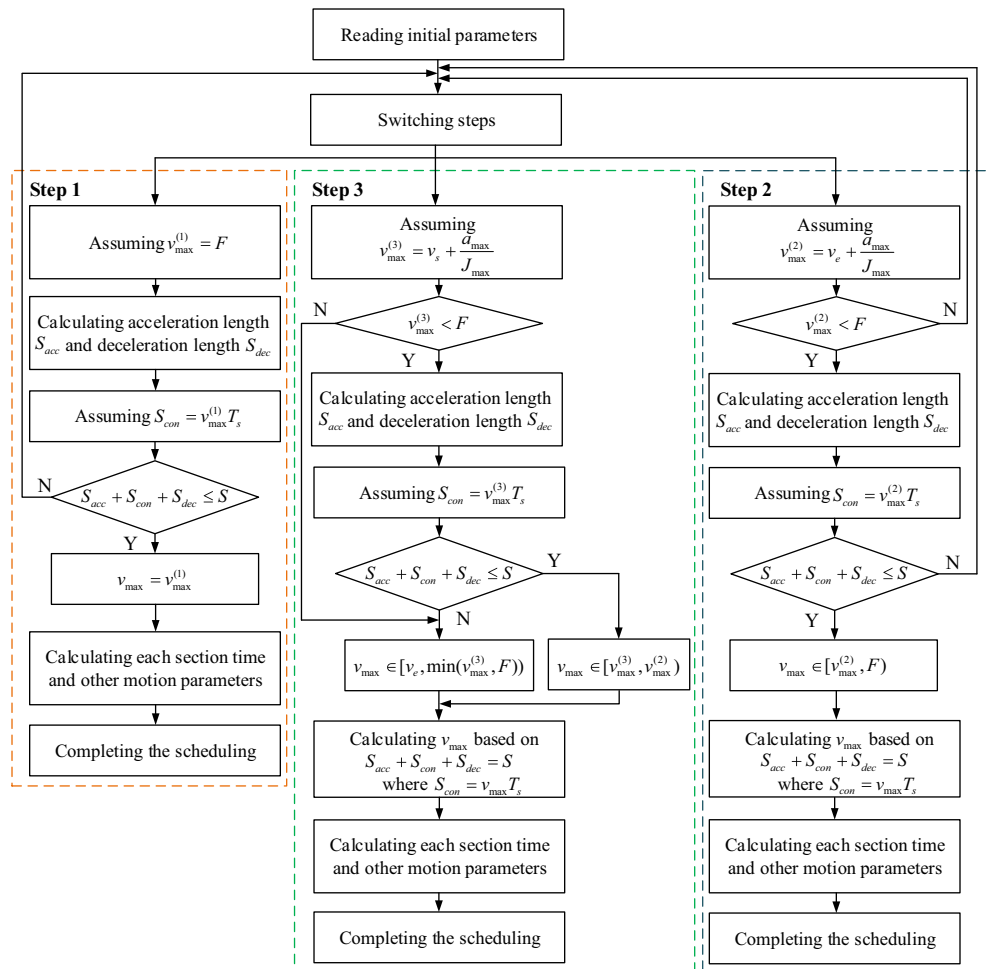 Reading initial parameters
Switching steps
Step 1
Assuming v_max^(1) = F
Calculating acceleration length
S_acc and deceleration length S_dec
Assuming S_con = v_max^(1) T_s
N
S_acc + S_con + S_dec ≤ S
Y
v_max = v_max^(1)
Calculating each section time
and other motion parameters
Completing the scheduling
Step 3
Assuming
v_max^(3) = v_s + a_max / J_max
N
v_max^(3) < F
Y
Calculating acceleration length
S_acc and deceleration length S_dec
Assuming S_con = v_max^(3) T_s
S_acc + S_con + S_dec ≤ S
Y
N
v_max ∈ [v_e, min(v_max^(3), F))
v_max ∈ [v_max^(3), v_max^(2))
Calculating v_max based on
S_acc + S_con + S_dec = S
where S_con = v_max T_s
Calculating each section time
and other motion parameters
Completing the scheduling
Step 2
Assuming
v_max^(2) = v_e + a_max / J_max
v_max^(2) < F
N
Y
Calculating acceleration length
S_acc and deceleration length S_dec
Assuming S_con = v_max^(2) T_s
S_acc + S_con + S_dec ≤ S
N
Y
v_max ∈ [v_max^(2), F)
Calculating v_max based on
S_acc + S_con + S_dec = S
where S_con = v_max T_s
Calculating each section time
and other motion parameters
Completing the scheduling